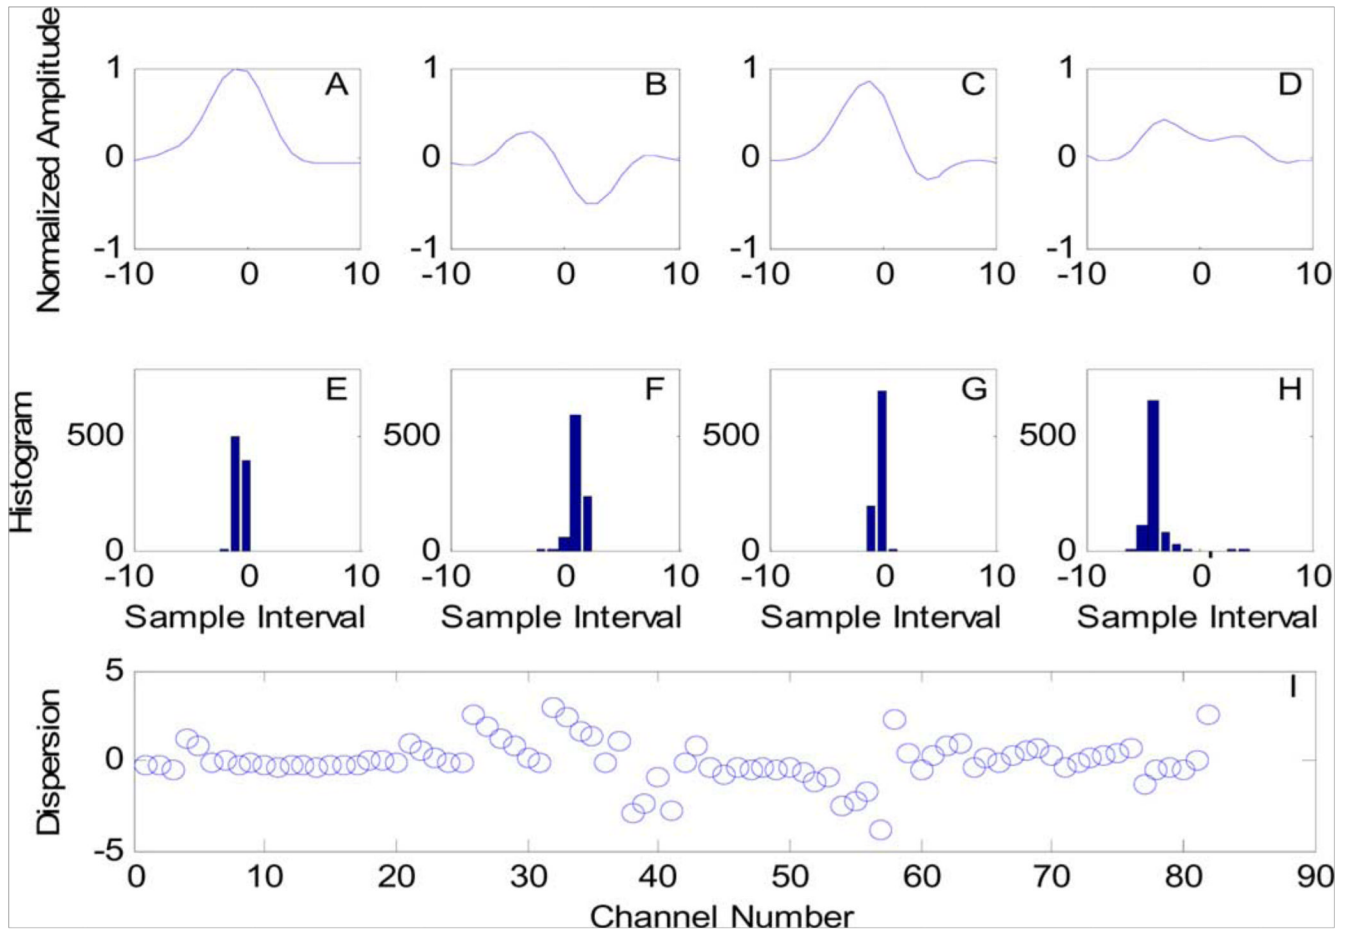 Normalized Amplitude
1 A 1 B 1 C 1 D
0 0 0 0
-1 -1 -1 -1
-10 0 10 -10 0 10 -10 0 10 -10 0 10
Histogram
E F G H
500 500 500 500
0 0 0 0
-10 0 10 -10 0 10 -10 0 10 -10 0 10
Sample Interval Sample Interval Sample Interval Sample Interval
Dispersion
5 I
0
-5
0 10 20 30 40 50 60 70 80 90
Channel Number